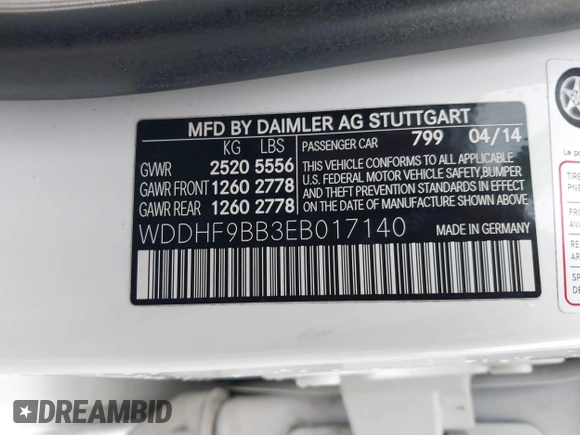 MFD BY DAIMLER AG STUTTGART
KG LBS
PASSENGER CAR 799 04/14
GVWR 2520 5556
GAWR FRONT 1260 2778
GAWR REAR 1260 2778
THIS VEHICLE CONFORMS TO ALL APPLICABLE
U.S. FEDERAL MOTOR VEHICLE SAFETY, BUMPER
AND THEFT PREVENTION STANDARDS IN EFFECT
ON THE DATE OF MANUFACTURE SHOWN ABOVE.
WDDHF9BB3EB017140 MADE IN GERMANY
Le
TIRE
DREAMBID